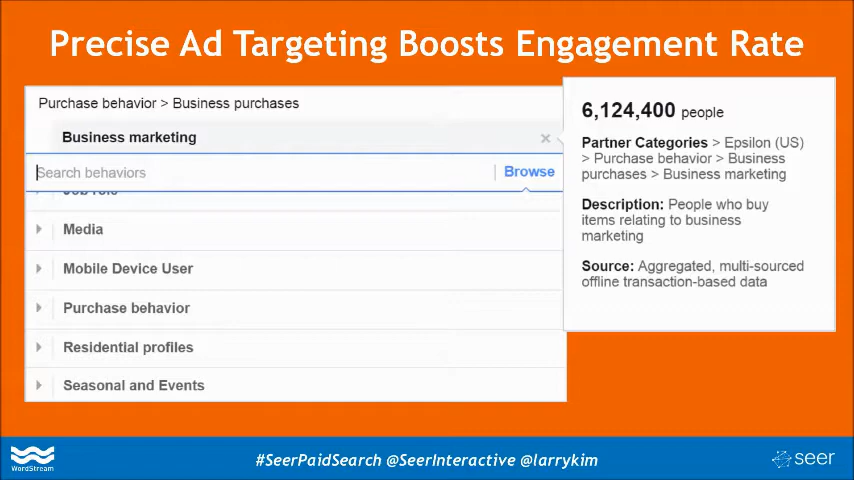 Precise Ad Targeting Boosts Engagement Rate
Purchase behavior > Business purchases
Business marketing
Search behaviors
Browse
Job role
Media
Mobile Device User
Purchase behavior
Residential profiles
Seasonal and Events
6,124,400 people
Partner Categories > Epsilon (US)
> Purchase behavior > Business
purchases > Business marketing
Description: People who buy
items relating to business
marketing
Source: Aggregated, multi-sourced
offline transaction-based data
WordStream
#SeerPaidSearch @SeerInteractive @larrykim
seer